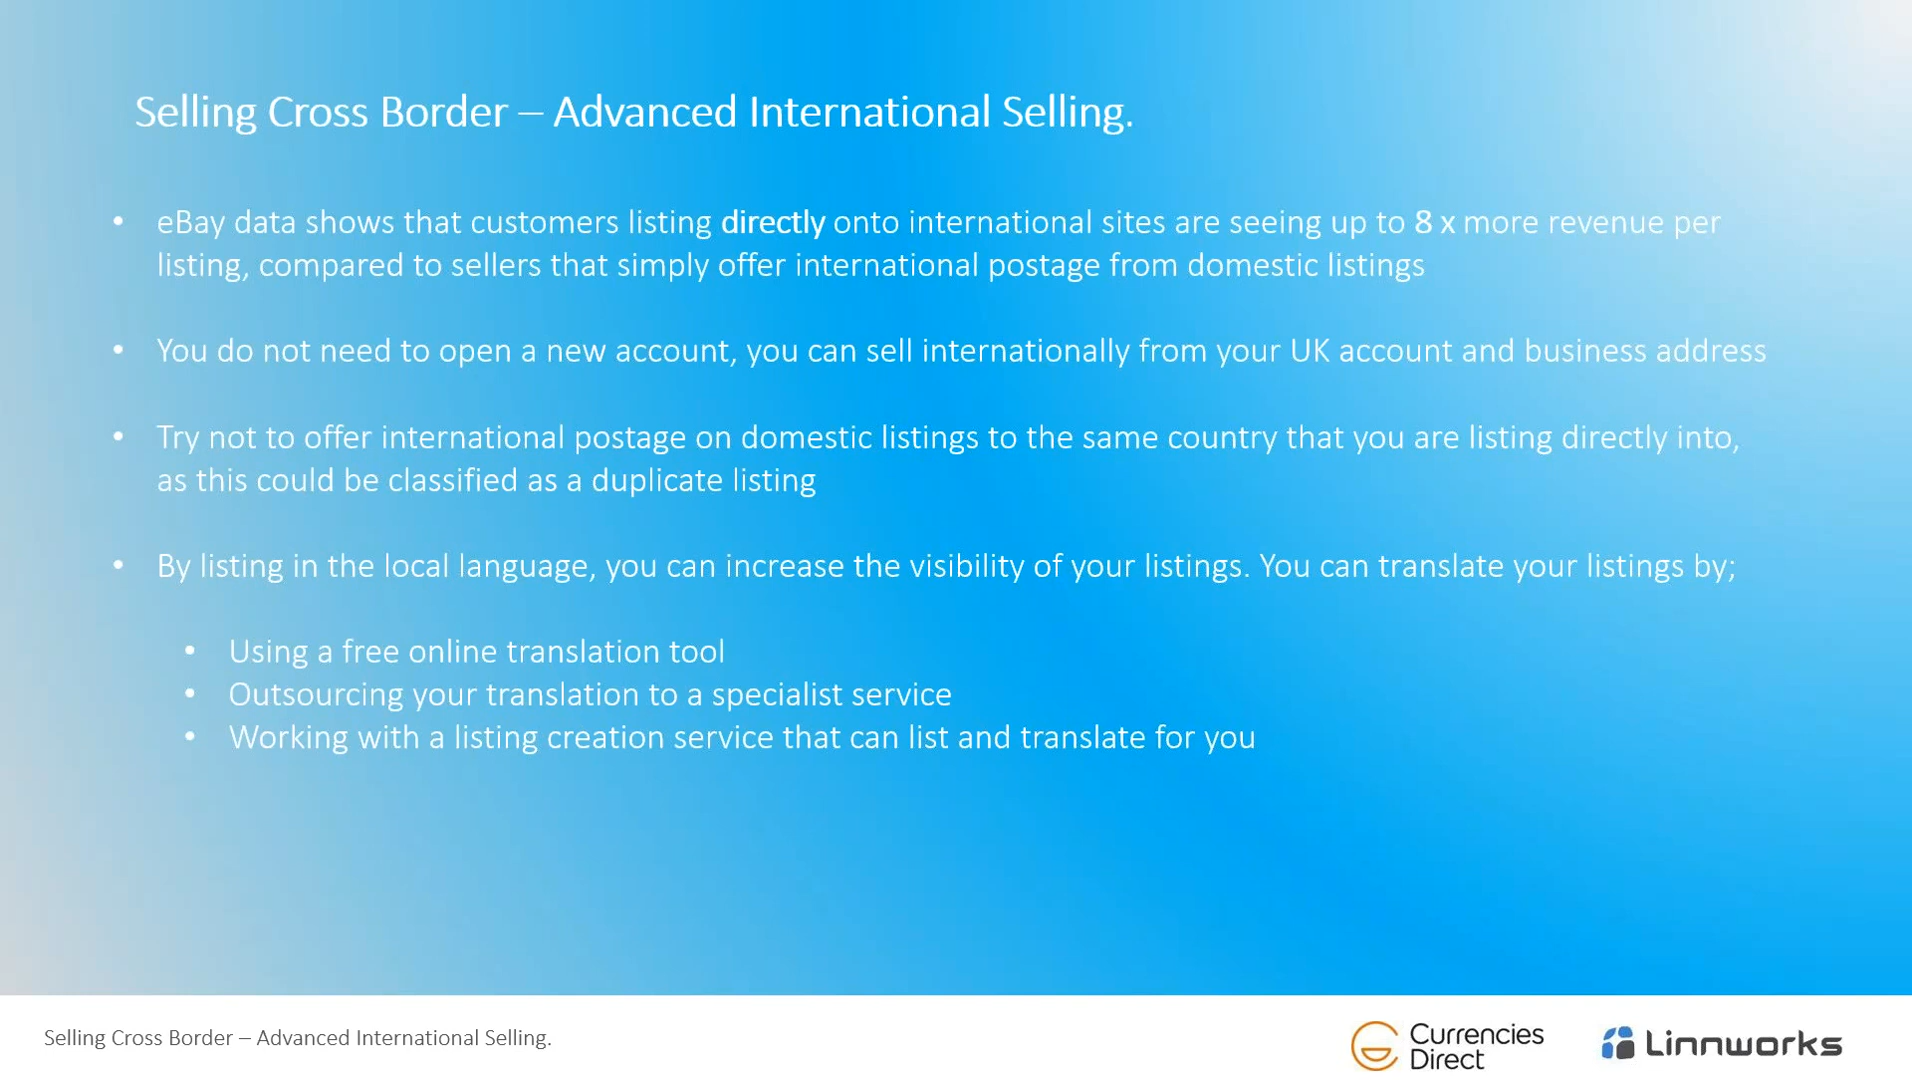 Selling Cross Border – Advanced International Selling.
• eBay data shows that customers listing directly onto international sites are seeing up to 8 x more revenue per
listing, compared to sellers that simply offer international postage from domestic listings
• You do not need to open a new account, you can sell internationally from your UK account and business address
• Try not to offer international postage on domestic listings to the same country that you are listing directly into,
as this could be classified as a duplicate listing
• By listing in the local language, you can increase the visibility of your listings. You can translate your listings by;
• Using a free online translation tool
• Outsourcing your translation to a specialist service
• Working with a listing creation service that can list and translate for you
Selling Cross Border – Advanced International Selling.
Currencies
Direct
Linnworks